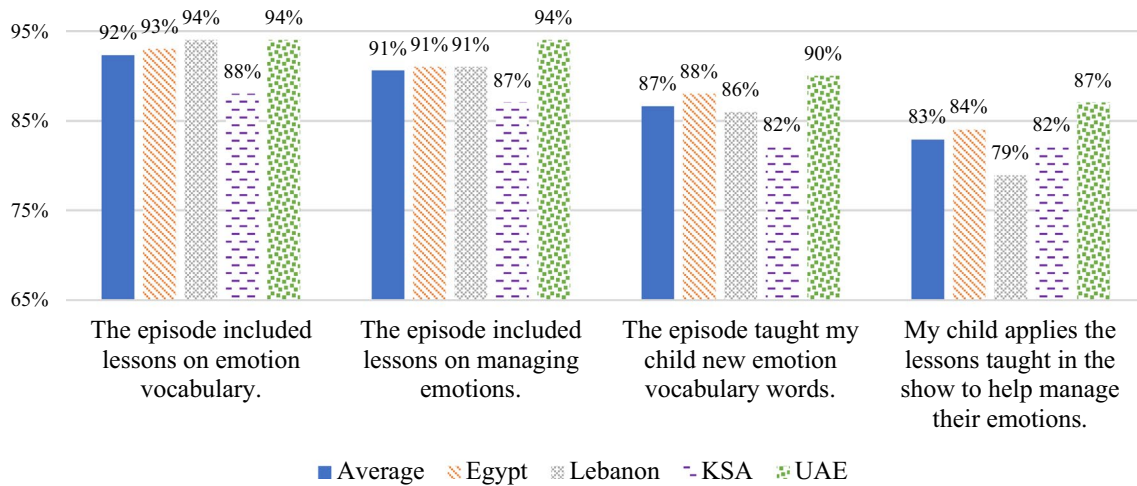 95%
85%
75%
65%
92% 93% 94% 88% 94%
91% 91% 91% 87% 94%
87% 88% 86% 82% 90%
83% 84% 79% 82% 87%
The episode included
lessons on emotion
vocabulary.
The episode included
lessons on managing
emotions.
The episode taught my
child new emotion
vocabulary words.
My child applies the
lessons taught in the
show to help manage
their emotions.
Average Egypt Lebanon KSA UAE